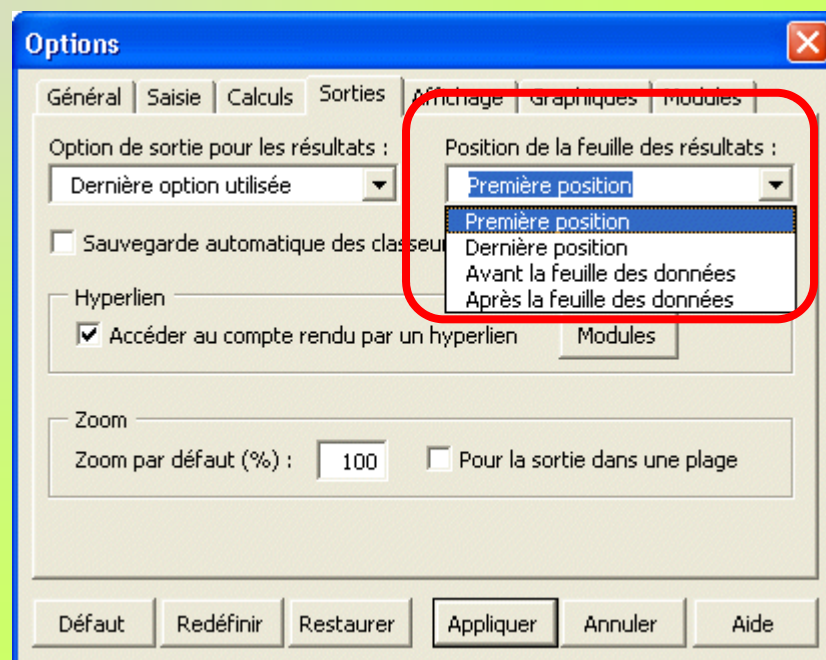 Options
Général Saisie Calculs Sorties Affichage Graphiques Modules
Option de sortie pour les résultats : Position de la feuille des résultats :
Dernière option utilisée Première position
Première position
Sauvegarde automatique des classeu Dernière position
Avant la feuille des données
Hyperlien Après la feuille des données
Accéder au compte rendu par un hyperlien Modules
Zoom
Zoom par défaut (%) : 100 Pour la sortie dans une plage
Défaut Redéfinir Restaurer Appliquer Annuler Aide